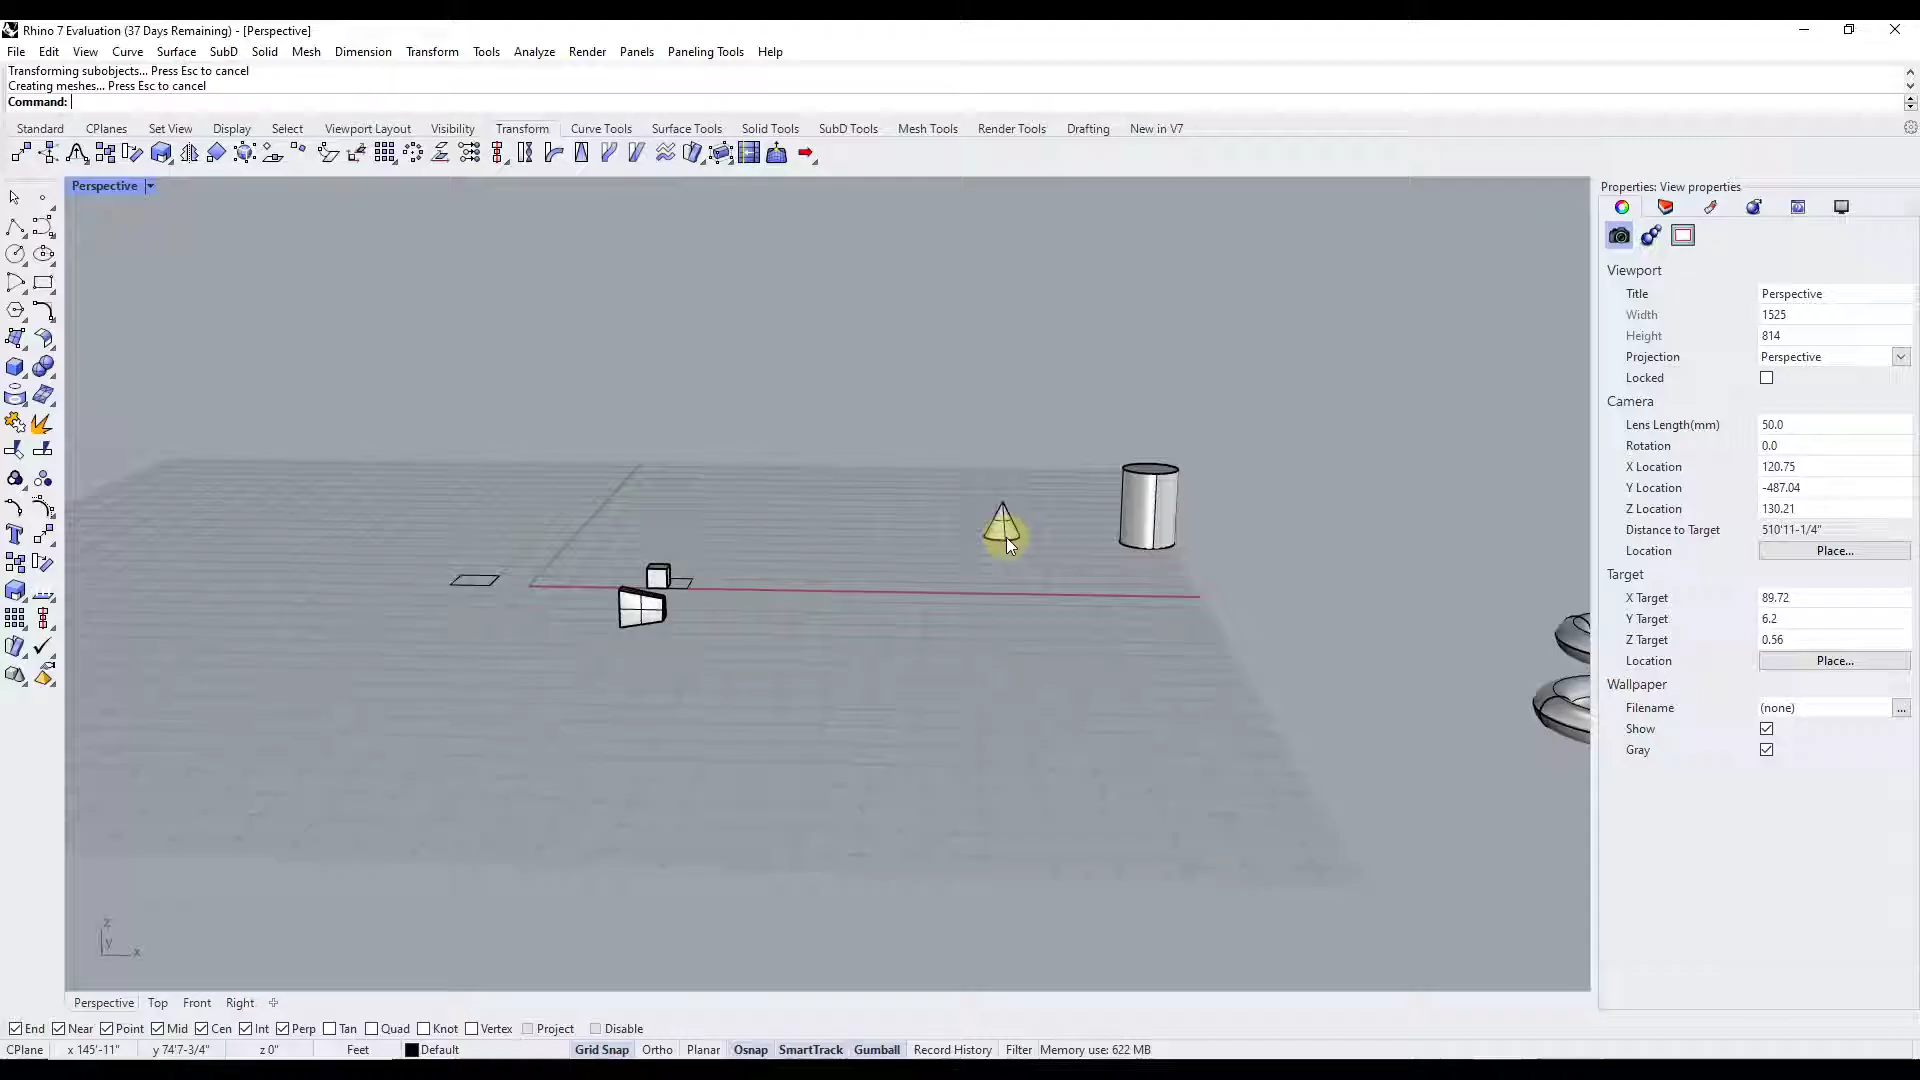 Rhino 7 Evaluation (37 Days Remaining) - [Perspective]
File Edit View Curve Surface SubD Solid Mesh Dimension Transform Tools Analyze Render Panels Paneling Tools Help
Transforming subobjects... Press Esc to cancel
Creating meshes... Press Esc to cancel
Command:
Standard CPlanes Set View Display Select Viewport Layout Visibility Transform Curve Tools Surface Tools Solid Tools SubD Tools Mesh Tools Render Tools Drafting New in V7
Perspective
Properties: View properties
Viewport
Title Perspective
Width 1525
Height 814
Projection Perspective
Locked
Camera
Lens Length(mm) 50.0
Rotation 0.0
X Location 120.75
Y Location -487.04
Z Location 130.21
Distance to Target 510'11-1/4"
Location Place...
Target
X Target 89.72
Y Target 6.2
Z Target 0.56
Location Place...
Wallpaper
Filename (none) ...
Show
Gray
z
y
x
Perspective Top Front Right
End Near Point Mid Cen Int Perp Tan Quad Knot Vertex Project Disable
CPlane x 145'-11" y 74'7-3/4" z 0" Feet Default Grid Snap Ortho Planar Osnap SmartTrack Gumball Record History Filter Memory use: 622 MB